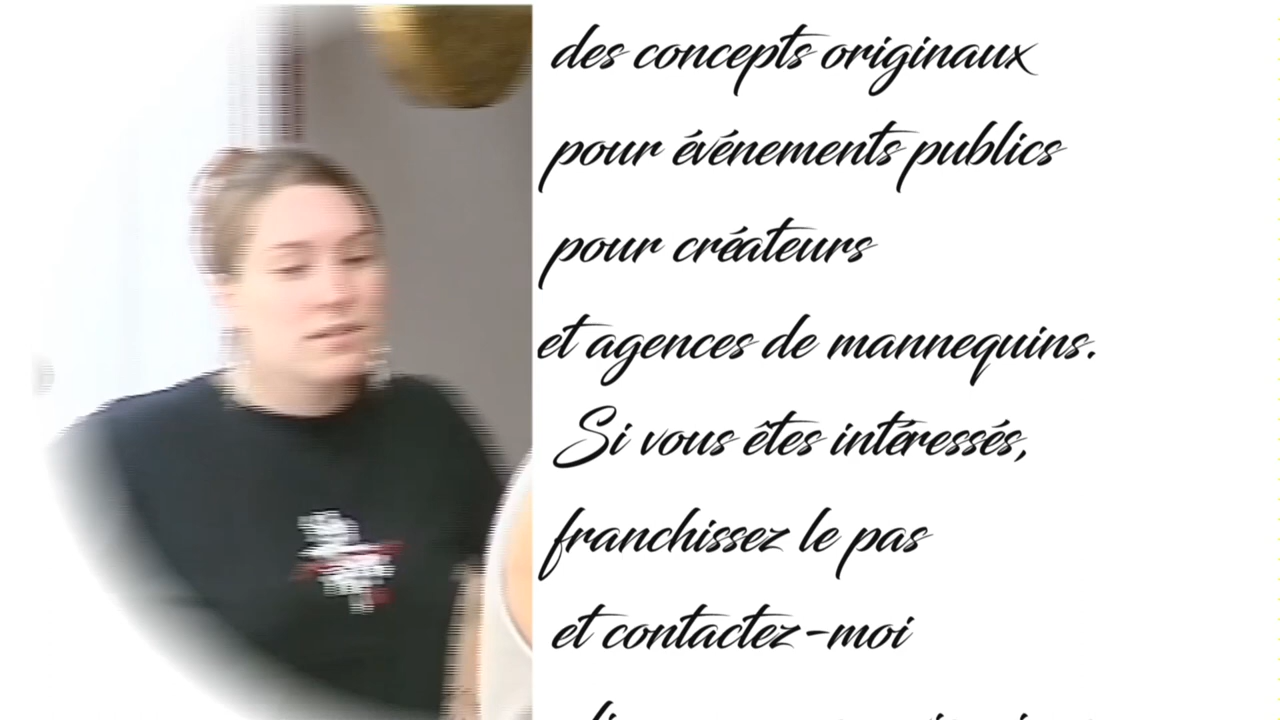 des concepts originaux
pour événements publics
pour créateurs
et agences de mannequins.
Si vous êtes intéressés,
franchissez le pas
et contactez-moi